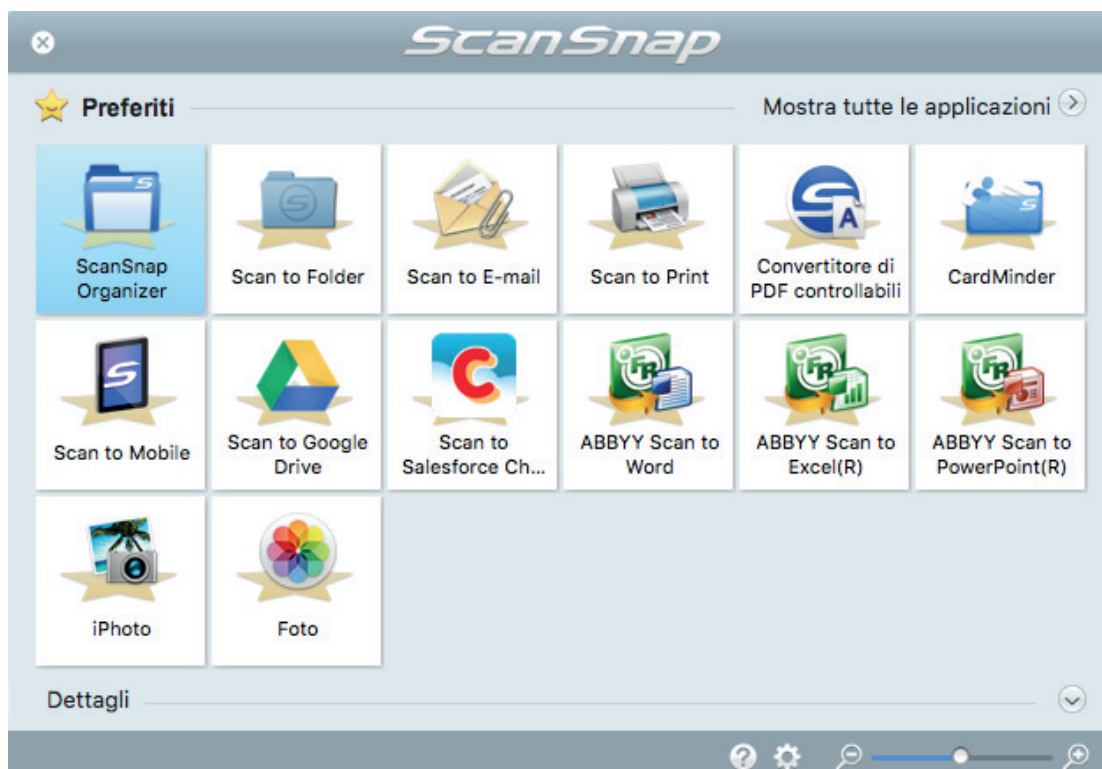 ScanSnap
Preferiti
Mostra tutte le applicazioni
ScanSnap
Organizer
Scan to Folder
Scan to E-mail
Scan to Print
Convertitore di
PDF controllabili
CardMinder
Scan to Mobile
Scan to Google
Drive
Scan to
Salesforce Ch...
ABBYY Scan to
Word
ABBYY Scan to
Excel(R)
ABBYY Scan to
PowerPoint(R)
iPhoto
Foto
Dettagli